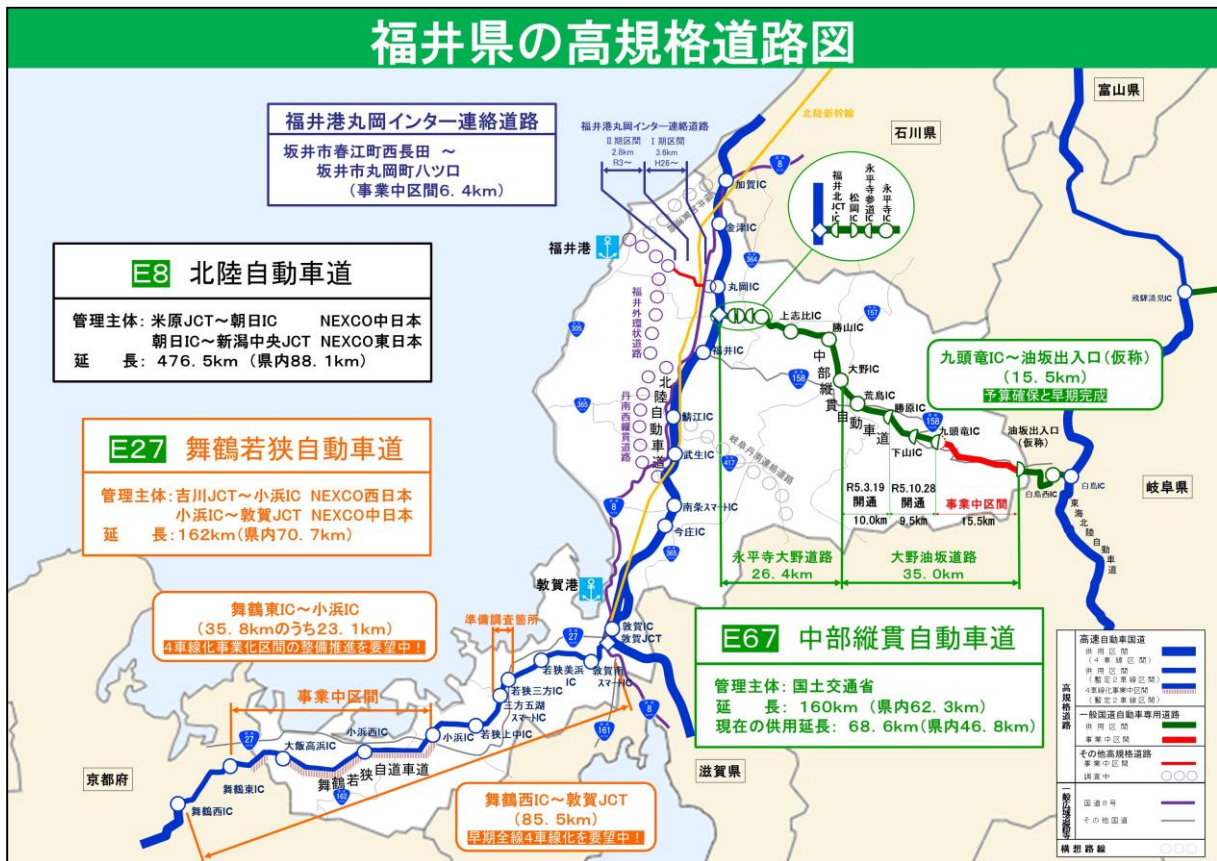 福井県の高規格道路図
富山県
石川県
北陸新幹線
福井港丸岡インター連絡道路
坂井市春江町西長田 ～
坂井市丸岡町八ツ口
(事業中区間6.4km)
福井港丸岡インター連絡道路
Ⅱ期区間
2.8km
R3～
Ⅰ期区間
3.6km
H26～
8
加賀IC
金津IC
丸岡IC
福井北JCT・IC
松岡IC
永平寺参道IC
永平寺IC
福井港
364
157
305
福井外環状道路
E8 北陸自動車道
管理主体: 米原JCT～朝日IC NEXCO中日本
朝日IC～新潟中央JCT NEXCO東日本
延 長: 476.5km (県内88.1km)
上志比IC
勝山IC
福井IC
158
大野IC
荒島IC
勝原IC
下山IC
158
九頭竜IC
中部縦貫自動車道
飛騨清見IC
九頭竜IC～油坂出入口(仮称)
(15.5km)
予算確保と早期完成
油坂出入口
(仮称)
白鳥西IC
白鳥IC
東海北陸自動車道
岐阜県
365
丹南西縦貫道路
北陸自動車道
鯖江IC
武生IC
417
岐阜丹南連絡道路
8
南条スマートIC
今庄IC
365
R5.3.19
開通
10.0km
R5.10.28
開通
9.5km
事業中区間
15.5km
永平寺大野道路
26.4km
大野油坂道路
35.0km
E27 舞鶴若狭自動車道
管理主体: 吉川JCT～小浜IC NEXCO西日本
小浜IC～敦賀JCT NEXCO中日本
延 長:162km(県内70.7km)
敦賀港
敦賀IC
敦賀JCT
舞鶴東IC～小浜IC
(35.8kmのうち23.1km)
4車線化事業化区間の整備推進を要望中!
準備調査箇所
27
若狭美浜IC
敦賀南スマートIC
若狭三方IC
三方五湖スマートIC
8
161
事業中区間
27
小浜西IC
小浜IC
若狭上中IC
大飯高浜IC
舞鶴若狭自道車道
162
舞鶴東IC
舞鶴西IC
京都府
滋賀県
舞鶴西IC～敦賀JCT
(85.5km)
早期全線4車線化を要望中!
E67 中部縦貫自動車道
管理主体: 国土交通省
延 長: 160km (県内62.3km)
現在の供用延長: 68.6km(県内46.8km)
高規格道路
高速自動車国道
供用区間
(4車線区間)
供用区間
(暫定2車線区間)
4車線化事業中区間
(暫定2車線区間)
一般国道自動車専用道路
供用区間
事業中区間
その他高規格道路
事業中区間
調査中
国道8号
その他国道
構想路線